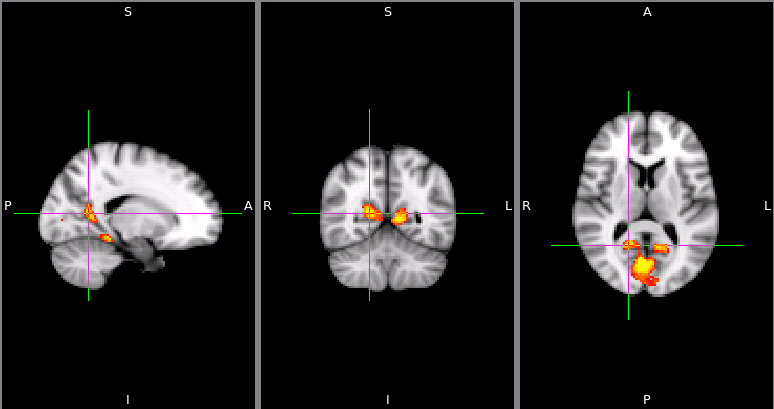 S S A
P A R L R L
I I P